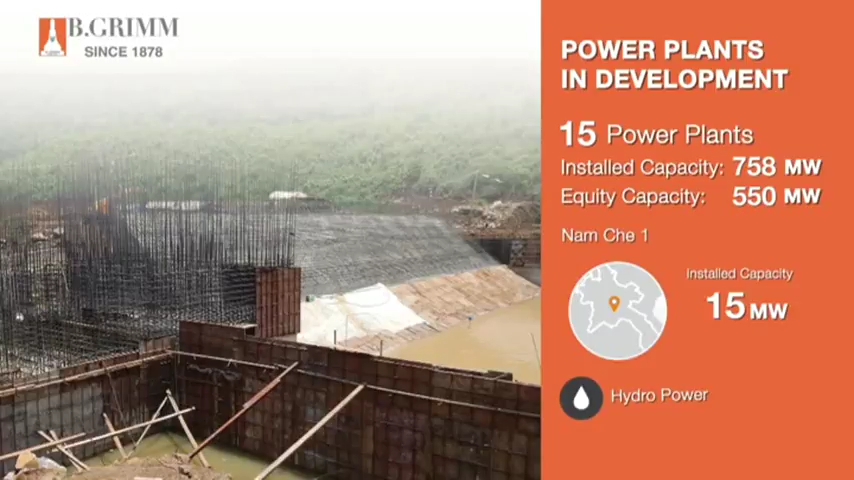 B.GRIMM
SINCE 1878
POWER PLANTS
IN DEVELOPMENT
15 Power Plants
Installed Capacity: 758 MW
Equity Capacity: 550 MW
Nam Che 1
Installed Capacity
15 MW
Hydro Power